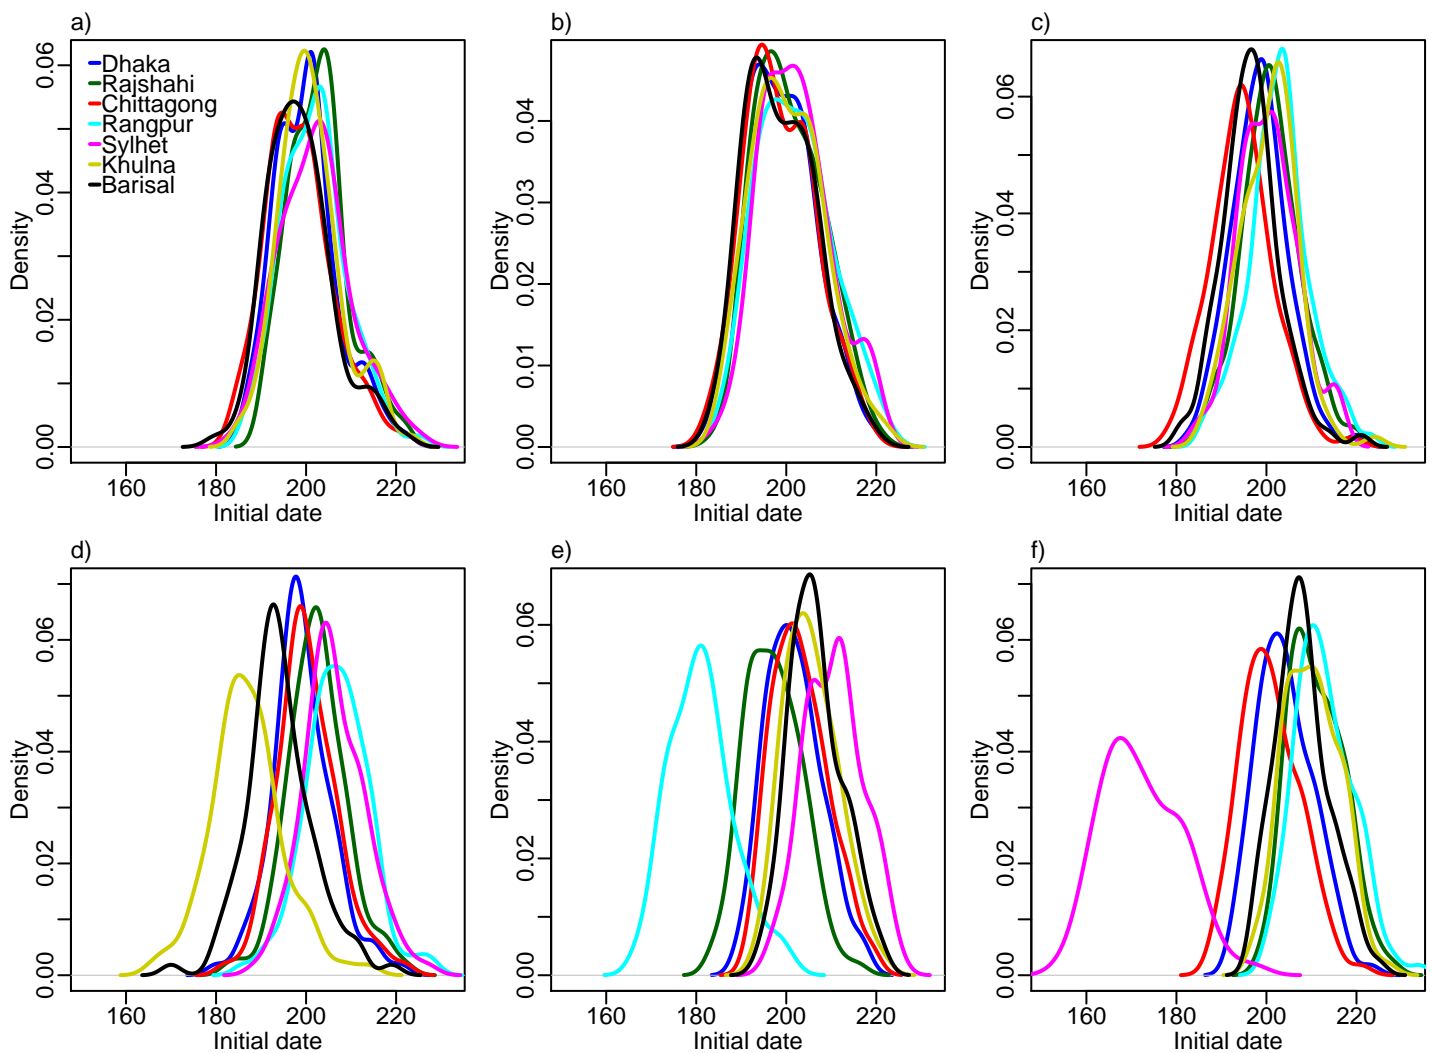 a)
Dhaka
Rajshahi
Chittagong
Rangpur
Sylhet
Khulna
Barisal
Density
0.00
0.02
0.04
0.06
160
180
200
220
Initial date
b)
Density
0.00
0.01
0.02
0.03
0.04
160
180
200
220
Initial date
c)
Density
0.00
0.02
0.04
0.06
160
180
200
220
Initial date
d)
Density
0.00
0.02
0.04
0.06
160
180
200
220
Initial date
e)
Density
0.00
0.02
0.04
0.06
160
180
200
220
Initial date
f)
Density
0.00
0.02
0.04
0.06
160
180
200
220
Initial date